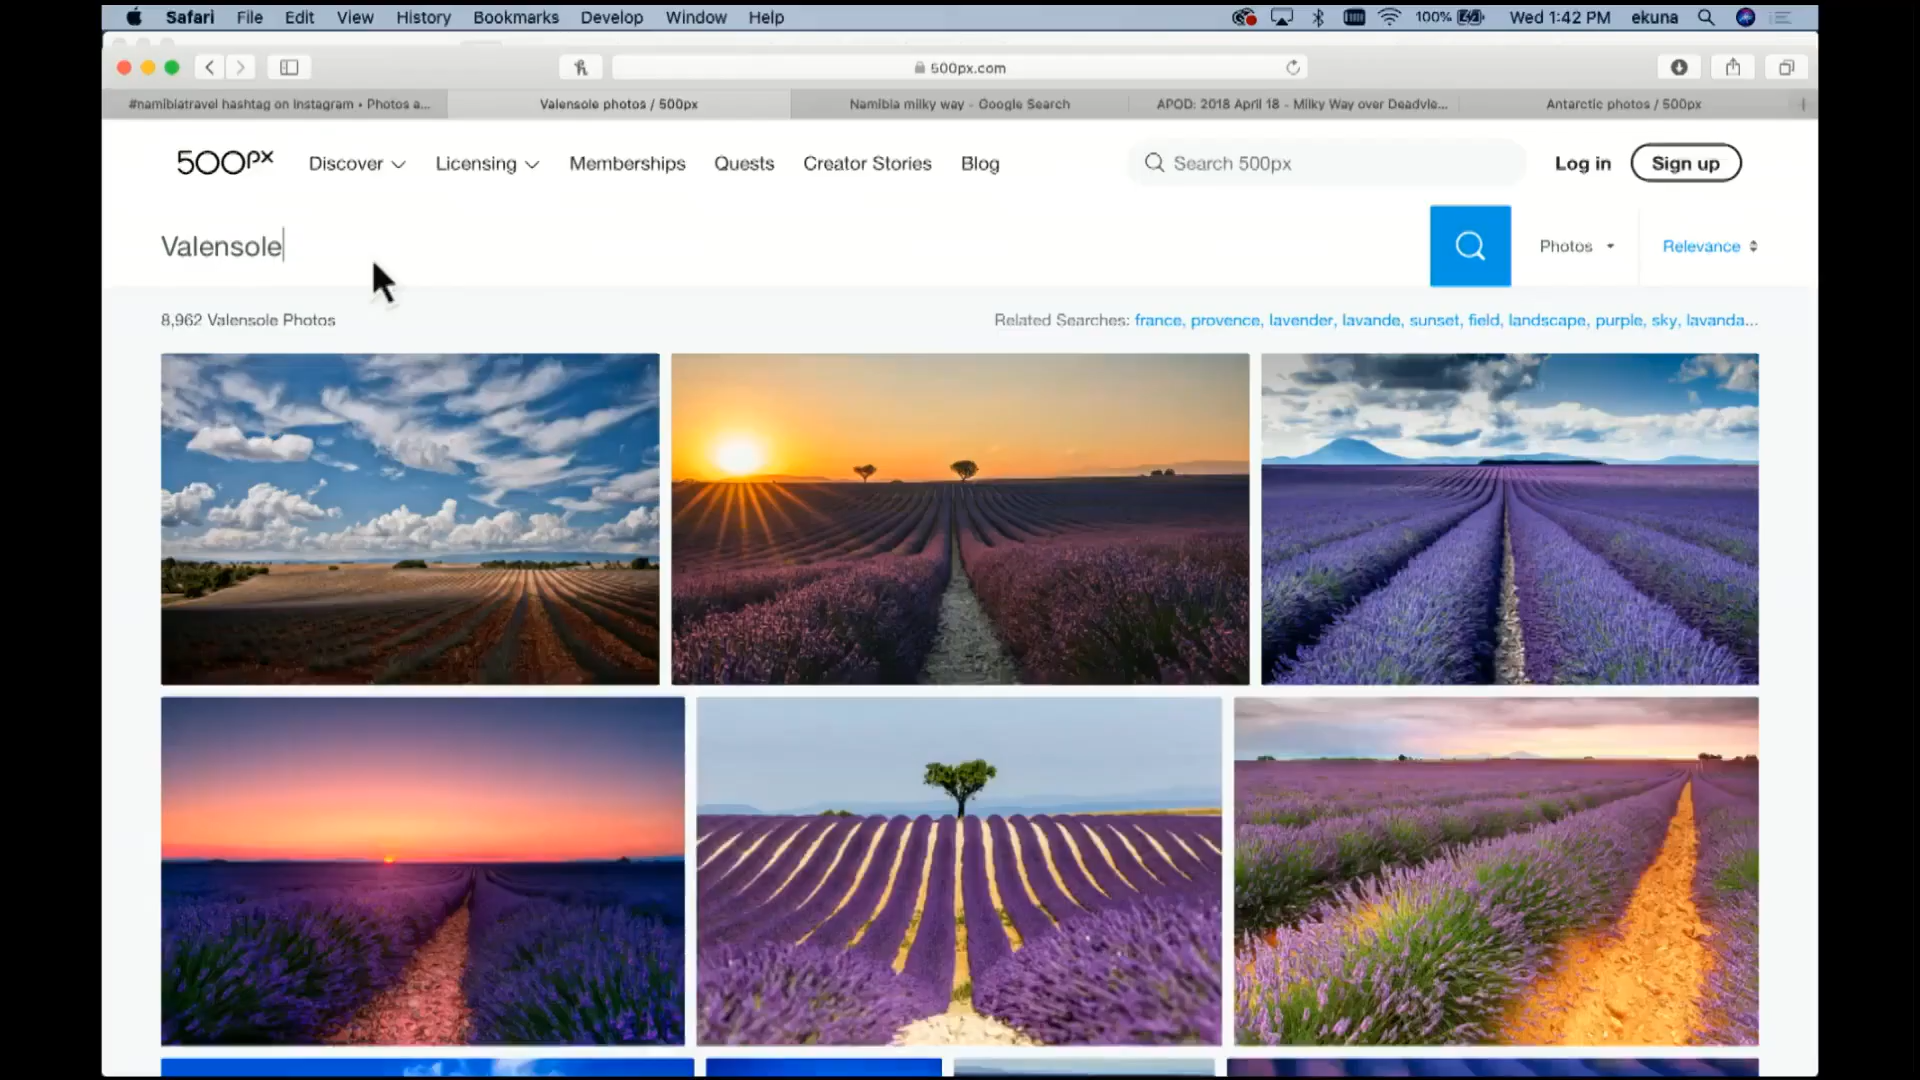 Safari File Edit View History Bookmarks Develop Window Help 100% Wed 1:42 PM ekuna
500px.com
#namibiatravel hashtag on Instagram • Photos a... Valensole photos / 500px Namibia milky way - Google Search APOD: 2018 April 18 - Milky Way over Deadvle... Antarctic photos / 500px
500px Discover Licensing Memberships Quests Creator Stories Blog Search 500px Log in Sign up
Valensole Photos Relevance
8,962 Valensole Photos Related Searches: france, provence, lavender, lavande, sunset, field, landscape, purple, sky, lavanda...